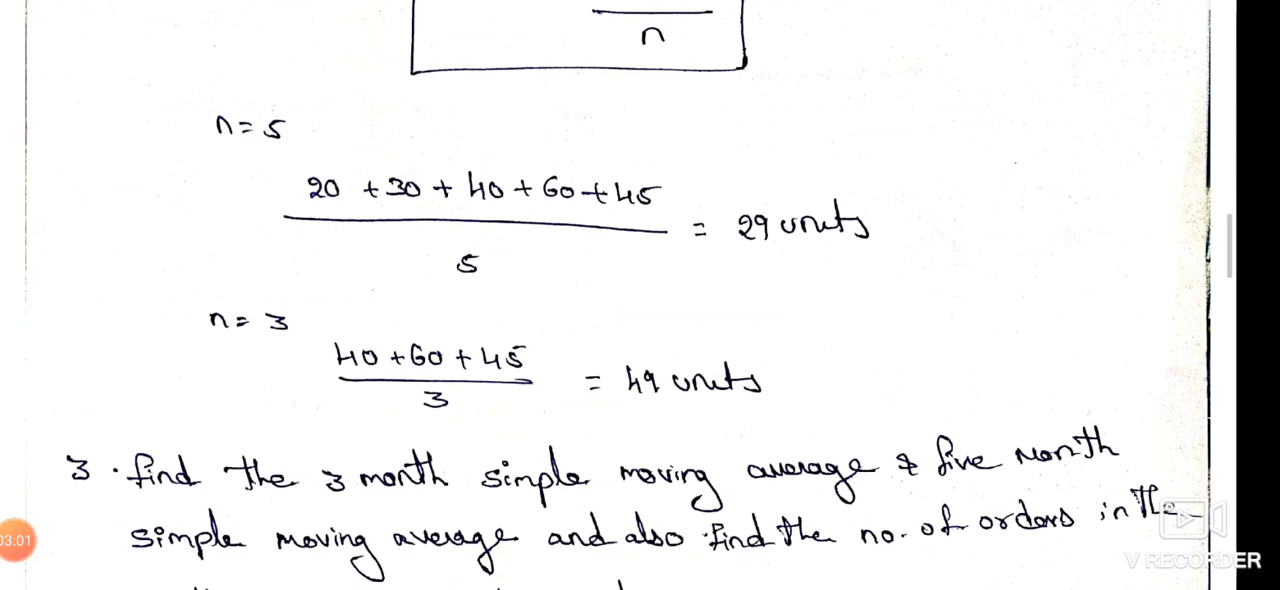 n
n = 5
20 + 30 + 40 + 60 + 45
5
= 29 units
n = 3
40 + 60 + 45
3
= 49 units
3. find the 3 month simple moving average & five Month
simple moving average and also find the no. of orders in the
03:01
V RECORDER